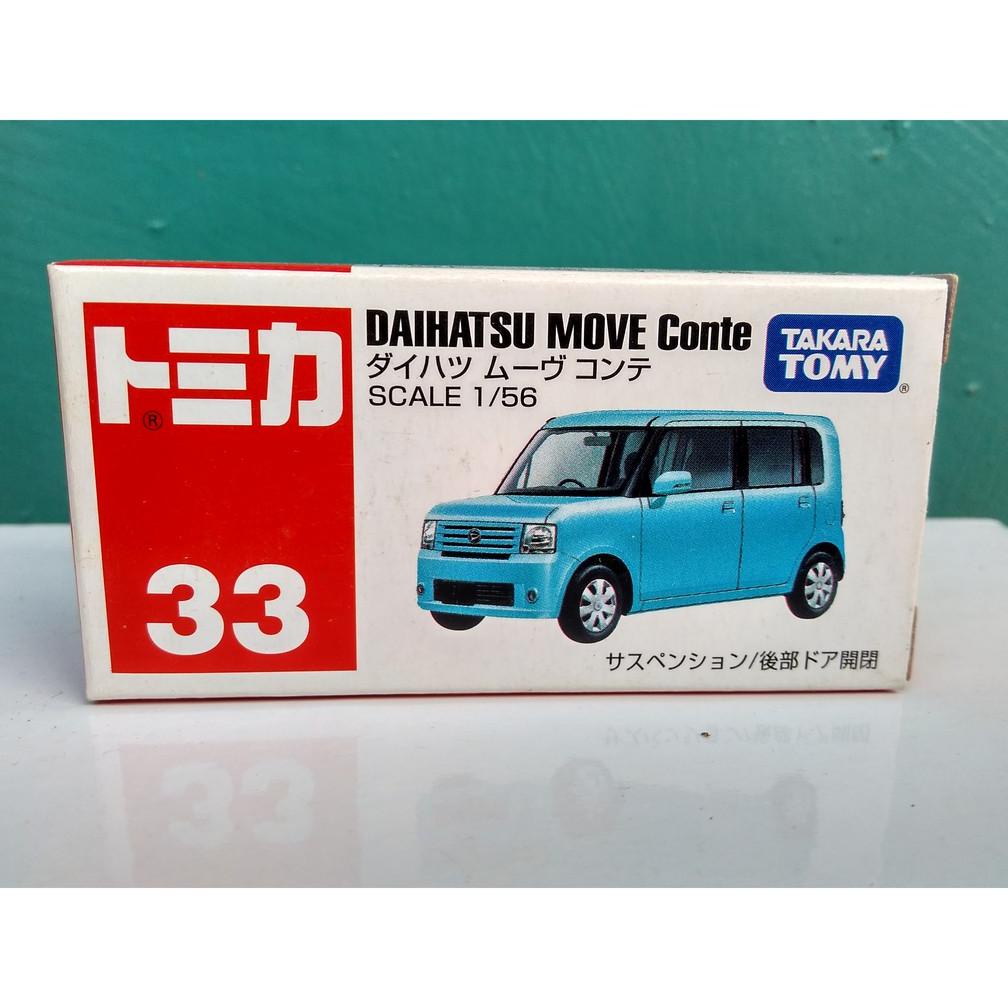 トミカ
®
33
DAIHATSU MOVE Conte
ダイハツ ムーヴ コンテ
SCALE 1/56
TAKARA
TOMY
®
サスペンション/後部ドア開閉